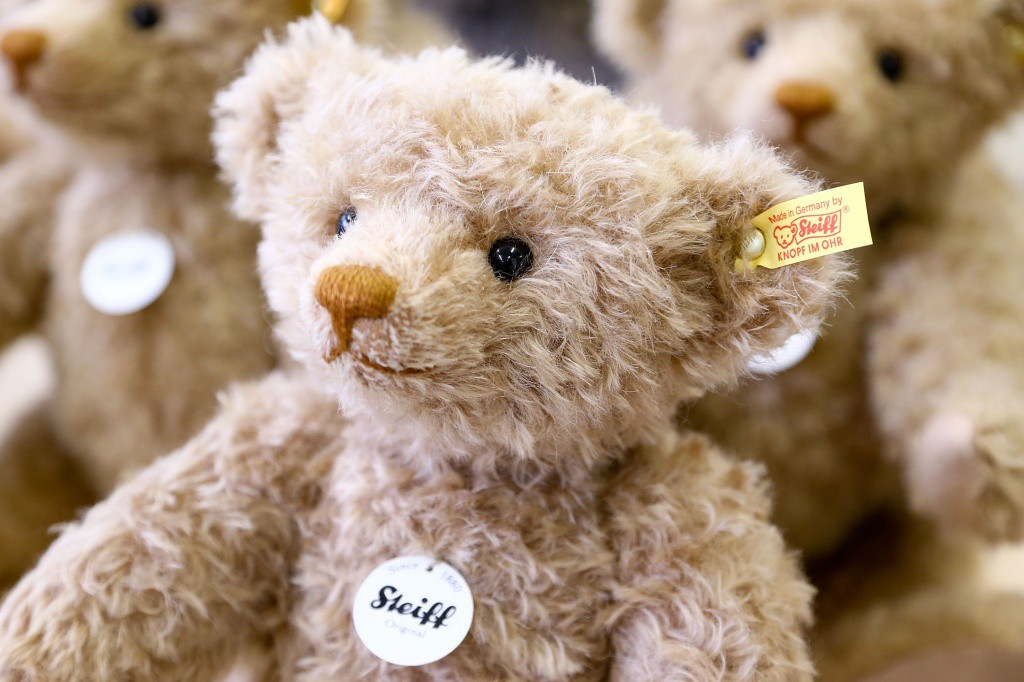 Made in Germany by
Steiff®
KNOPF IM OHR
Since 1880
Steiff
Original